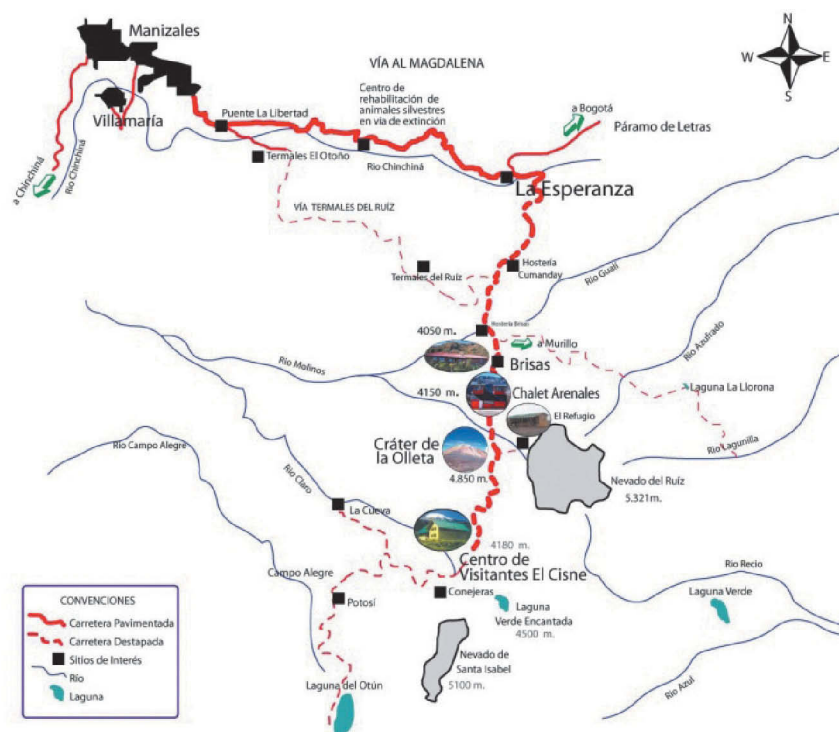 Manizales
N
W E
S
VÍA AL MAGDALENA
Centro de
rehabilitación de
animales silvestres
en via de extinción
a Bogotá
Páramo de Letras
Puente La Libertad
Villamaría
a Chinchiná
Río Chinchiná
Termales El Otoño
Río Chinchiná
La Esperanza
VÍA TERMALES DEL RUÍZ
Termales del Ruíz
Hostería
Cumanday
Río Gualí
4050 m.
Hostería Brisas
a Murillo
Río Azufrado
Río Molinos
Brisas
4150 m.
Chalet Arenales
Laguna La Llorona
El Refugio
Río Campo Alegre
Cráter de
la Olleta
4.850 m.
Río Lagunilla
Río Claro
Nevado del Ruíz
5.321m.
La Cueva
4180 m.
Centro de
Visitantes El Cisne
Campo Alegre
Río Recio
Conejeras
Potosí
Laguna
Verde Encantada
4500 m.
Laguna Verde
Nevado de
Santa Isabel
5100 m.
Laguna del Otún
Río Azul
CONVENCIONES
Carretera Pavimentada
Carretera Destapada
Sitios de Interés
Río
Laguna